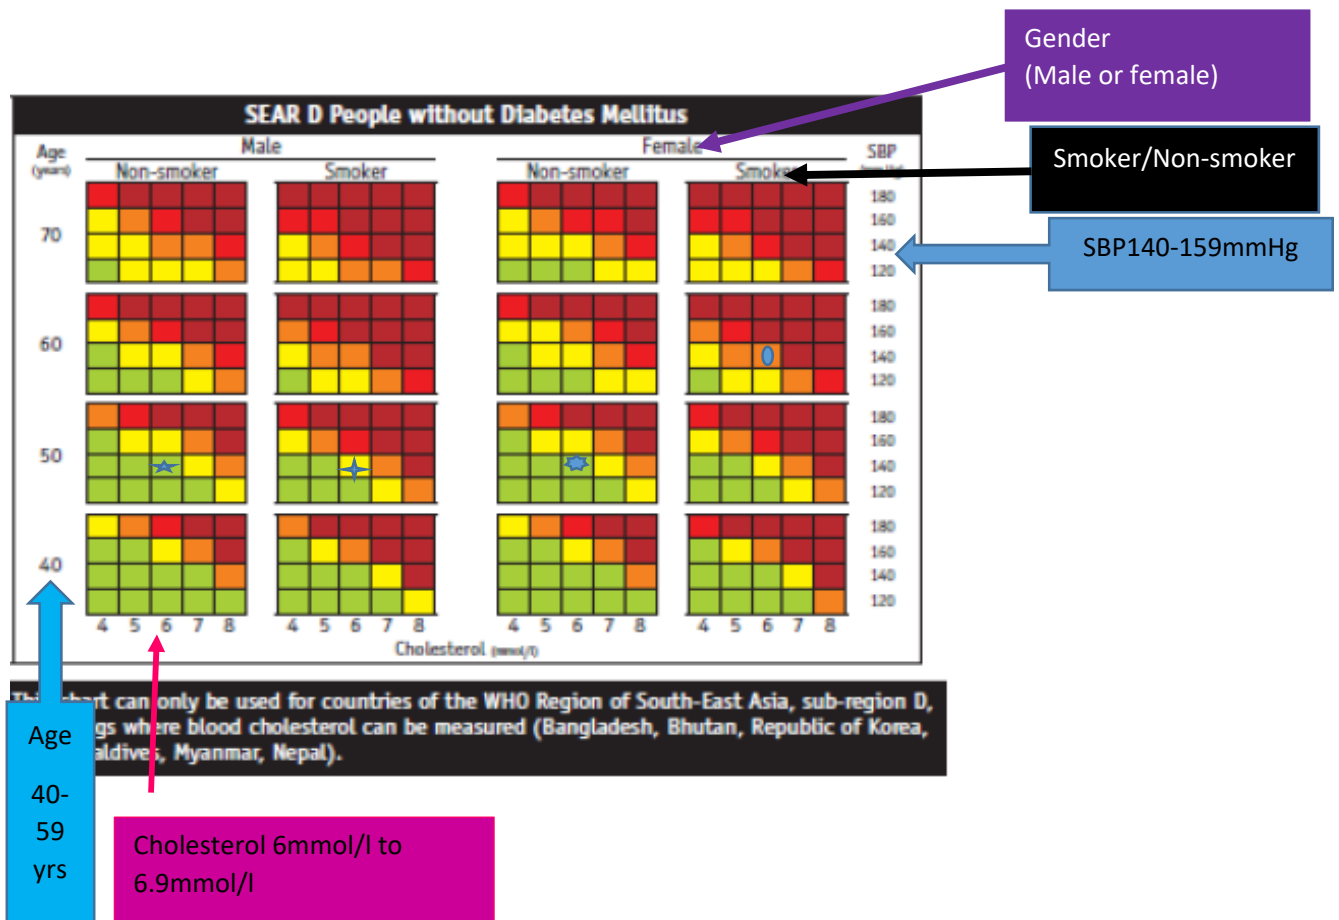 Gender
(Male or female)
SEAR D People without Diabetes Mellitus
Age
(years)
Male
Female
SBP
Non-smoker
Smoker
Non-smoker
Smoker
Smoker/Non-smoker
SBP140-159mmHg
70
180
160
140
120
60
180
160
140
120
50
180
160
140
120
40
180
160
140
120
4 5 6 7 8
4 5 6 7 8
4 5 6 7 8
4 5 6 7 8
Cholesterol (mmol/l)
chart can only be used for countries of the WHO Region of South-East Asia, sub-region D,
where blood cholesterol can be measured (Bangladesh, Bhutan, Republic of Korea,
Myanmar, Nepal).
Age
40-
59
yrs
Cholesterol 6mmol/l to
6.9mmol/l